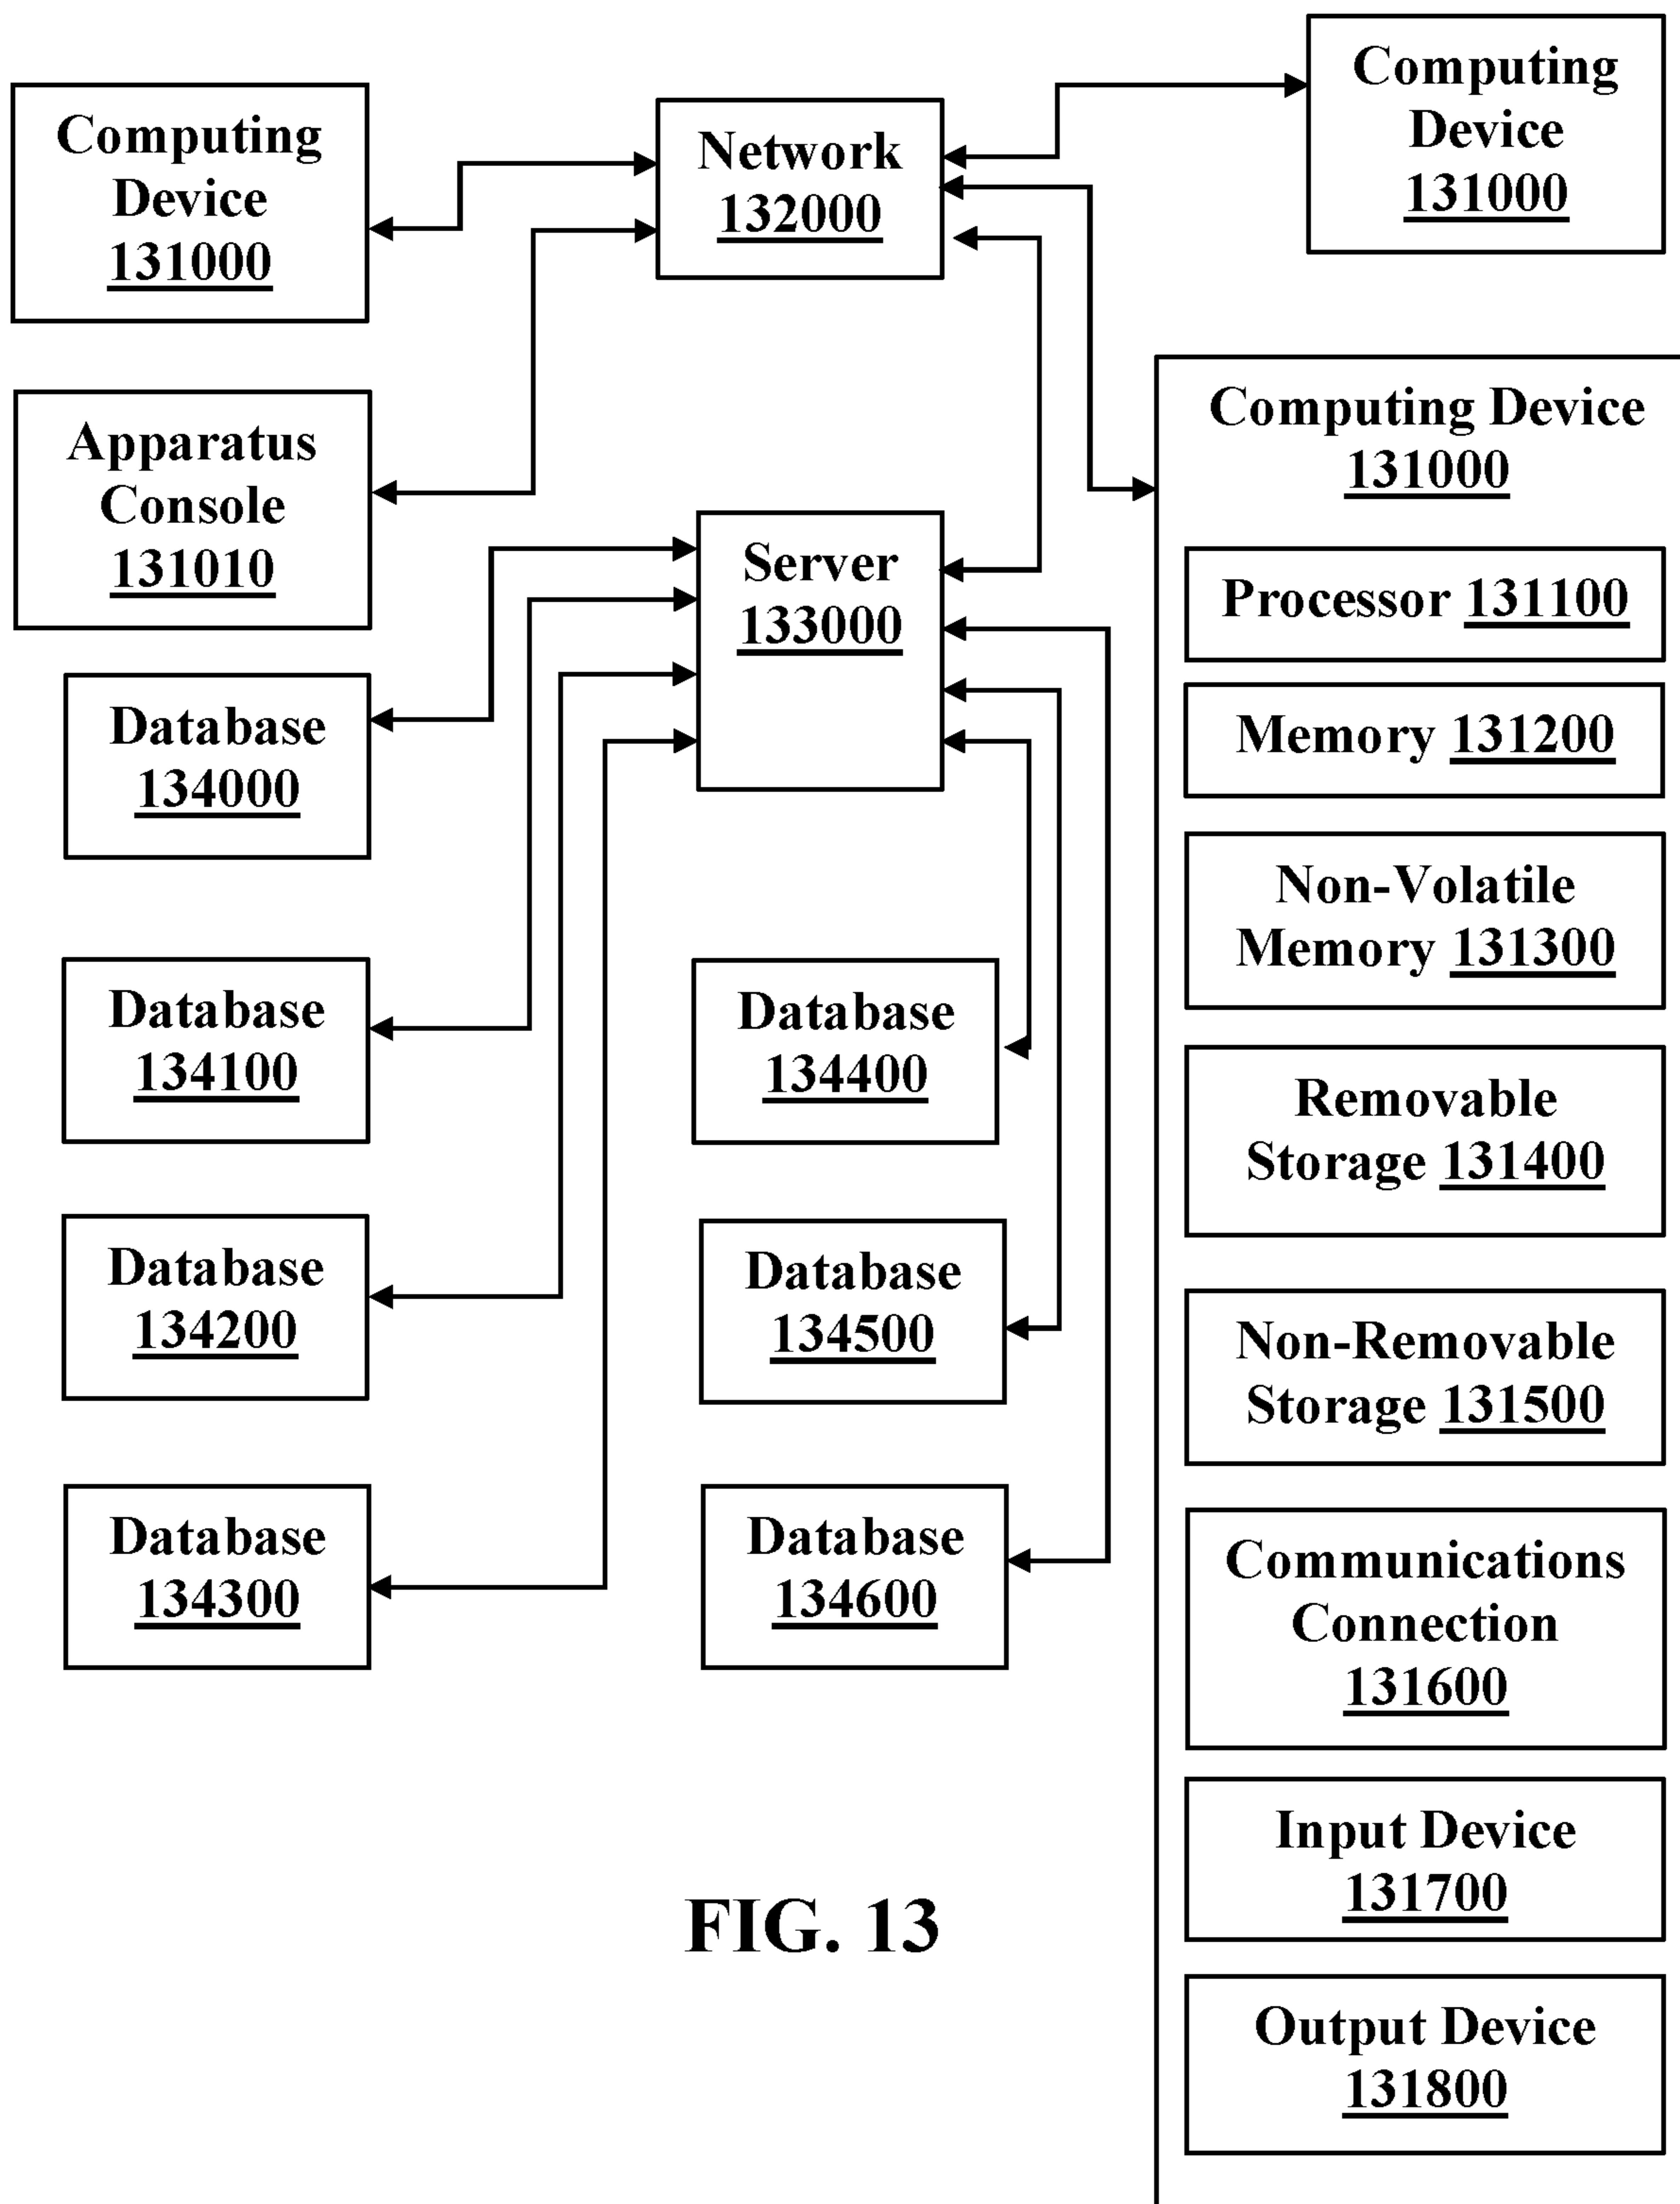 Computing
Device
131000
Network
132000
Computing
Device
131000
Apparatus
Console
131010
Server
133000
Database
134000
Database
134100
Database
134200
Database
134300
Database
134400
Database
134500
Database
134600
Computing Device
131000
Processor 131100
Memory 131200
Non-Volatile
Memory 131300
Removable
Storage 131400
Non-Removable
Storage 131500
Communications
Connection
131600
Input Device
131700
Output Device
131800
FIG. 13